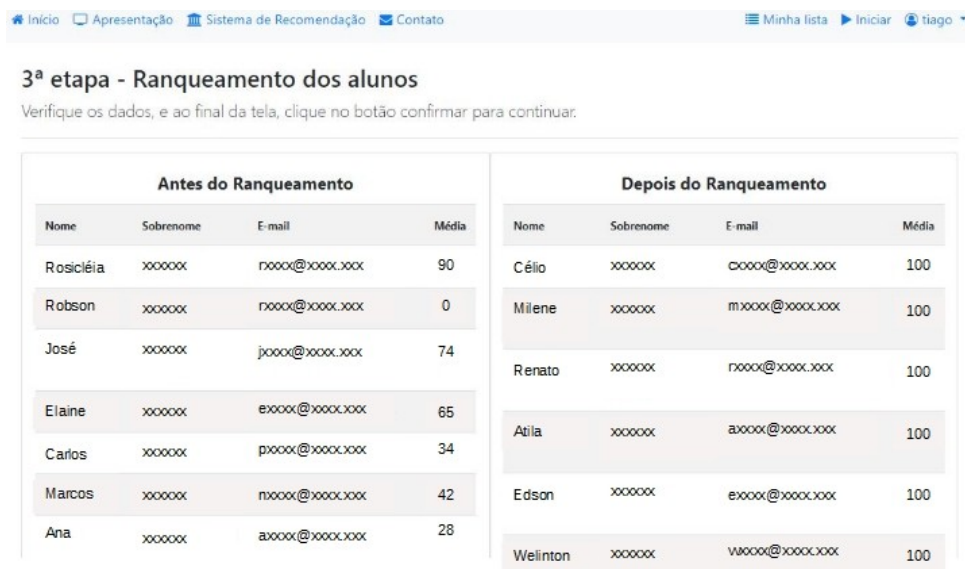 Início Apresentação Sistema de Recomendação Contato Minha lista Iniciar tiago
3ª etapa - Ranqueamento dos alunos
Verifique os dados, e ao final da tela, clique no botão confirmar para continuar.
Antes do Ranqueamento
Nome Sobrenome E-mail Média
Rosicléia xxxxxx rxxxx@xxxx.xxx 90
Robson xxxxxx rxxxx@xxxx.xxx 0
José xxxxxx jxxxx@xxxx.xxx 74
Elaine xxxxxx exxxx@xxxx.xxx 65
Carlos xxxxxx pxxxx@xxxx.xxx 34
Marcos xxxxxx nxxxx@xxxx.xxx 42
Ana xxxxxx axxxx@xxxx.xxx 28
Depois do Ranqueamento
Nome Sobrenome E-mail Média
Célio xxxxxx cxxxx@xxxx.xxx 100
Milene xxxxxx mxxxx@xxxx.xxx 100
Renato xxxxxx rxxxx@xxxx.xxx 100
Atila xxxxxx axxxx@xxxx.xxx 100
Edson xxxxxx exxxx@xxxx.xxx 100
Welinton xxxxxx wxxxx@xxxx.xxx 100